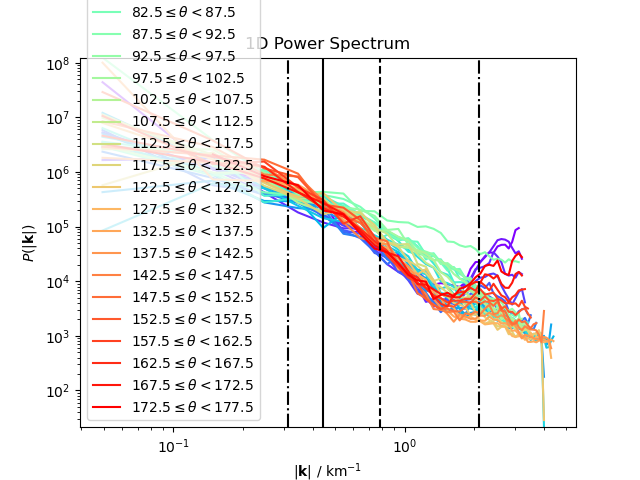 82.5 ≤ θ < 87.5
87.5 ≤ θ < 92.5
1D Power Spectrum
92.5 ≤ θ < 97.5
97.5 ≤ θ < 102.5
102.5 ≤ θ < 107.5
107.5 ≤ θ < 112.5
112.5 ≤ θ < 117.5
117.5 ≤ θ < 122.5
122.5 ≤ θ < 127.5
127.5 ≤ θ < 132.5
132.5 ≤ θ < 137.5
137.5 ≤ θ < 142.5
142.5 ≤ θ < 147.5
147.5 ≤ θ < 152.5
152.5 ≤ θ < 157.5
157.5 ≤ θ < 162.5
162.5 ≤ θ < 167.5
167.5 ≤ θ < 172.5
172.5 ≤ θ < 177.5
10⁸
10⁷
10⁶
10⁵
10⁴
10³
10²
P(|k|)
10⁻¹
10⁰
|k| / km⁻¹